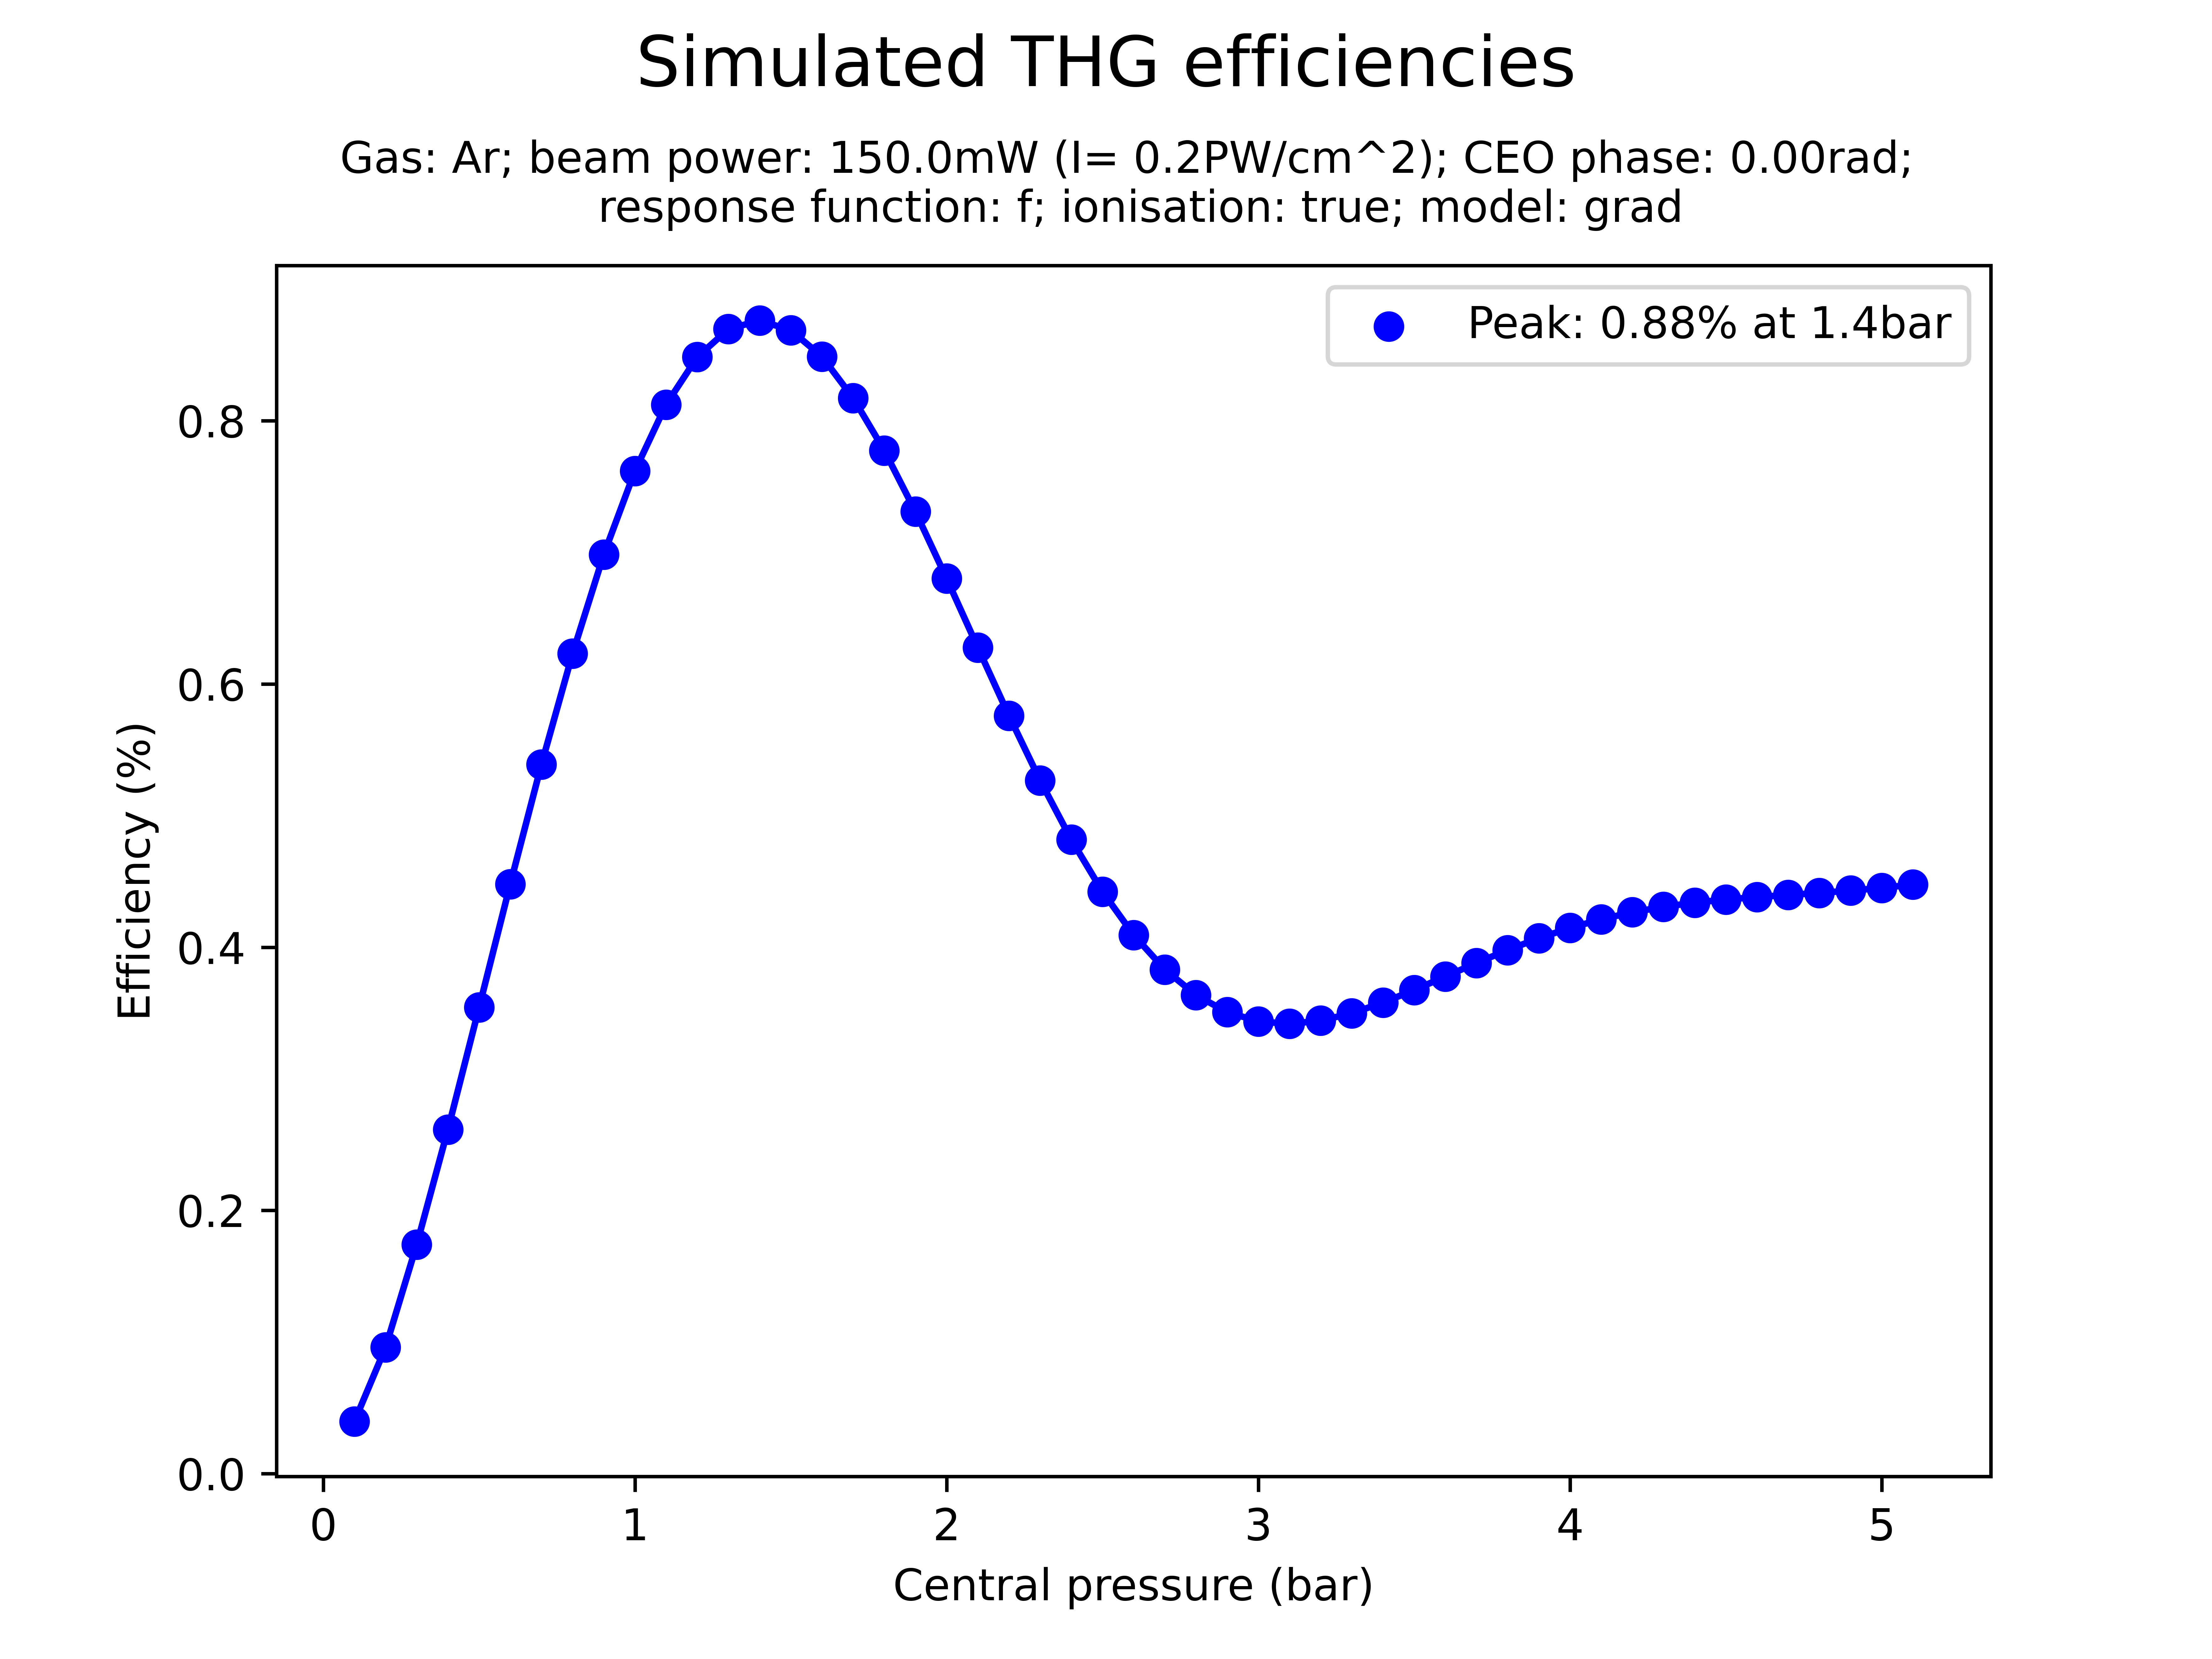 Simulated THG efficiencies
Gas: Ar; beam power: 150.0mW (I= 0.2PW/cm^2); CEO phase: 0.00rad;
response function: f; ionisation: true; model: grad
Peak: 0.88% at 1.4bar
Efficiency (%)
0.8
0.6
0.4
0.2
0.0
0 1 2 3 4 5
Central pressure (bar)